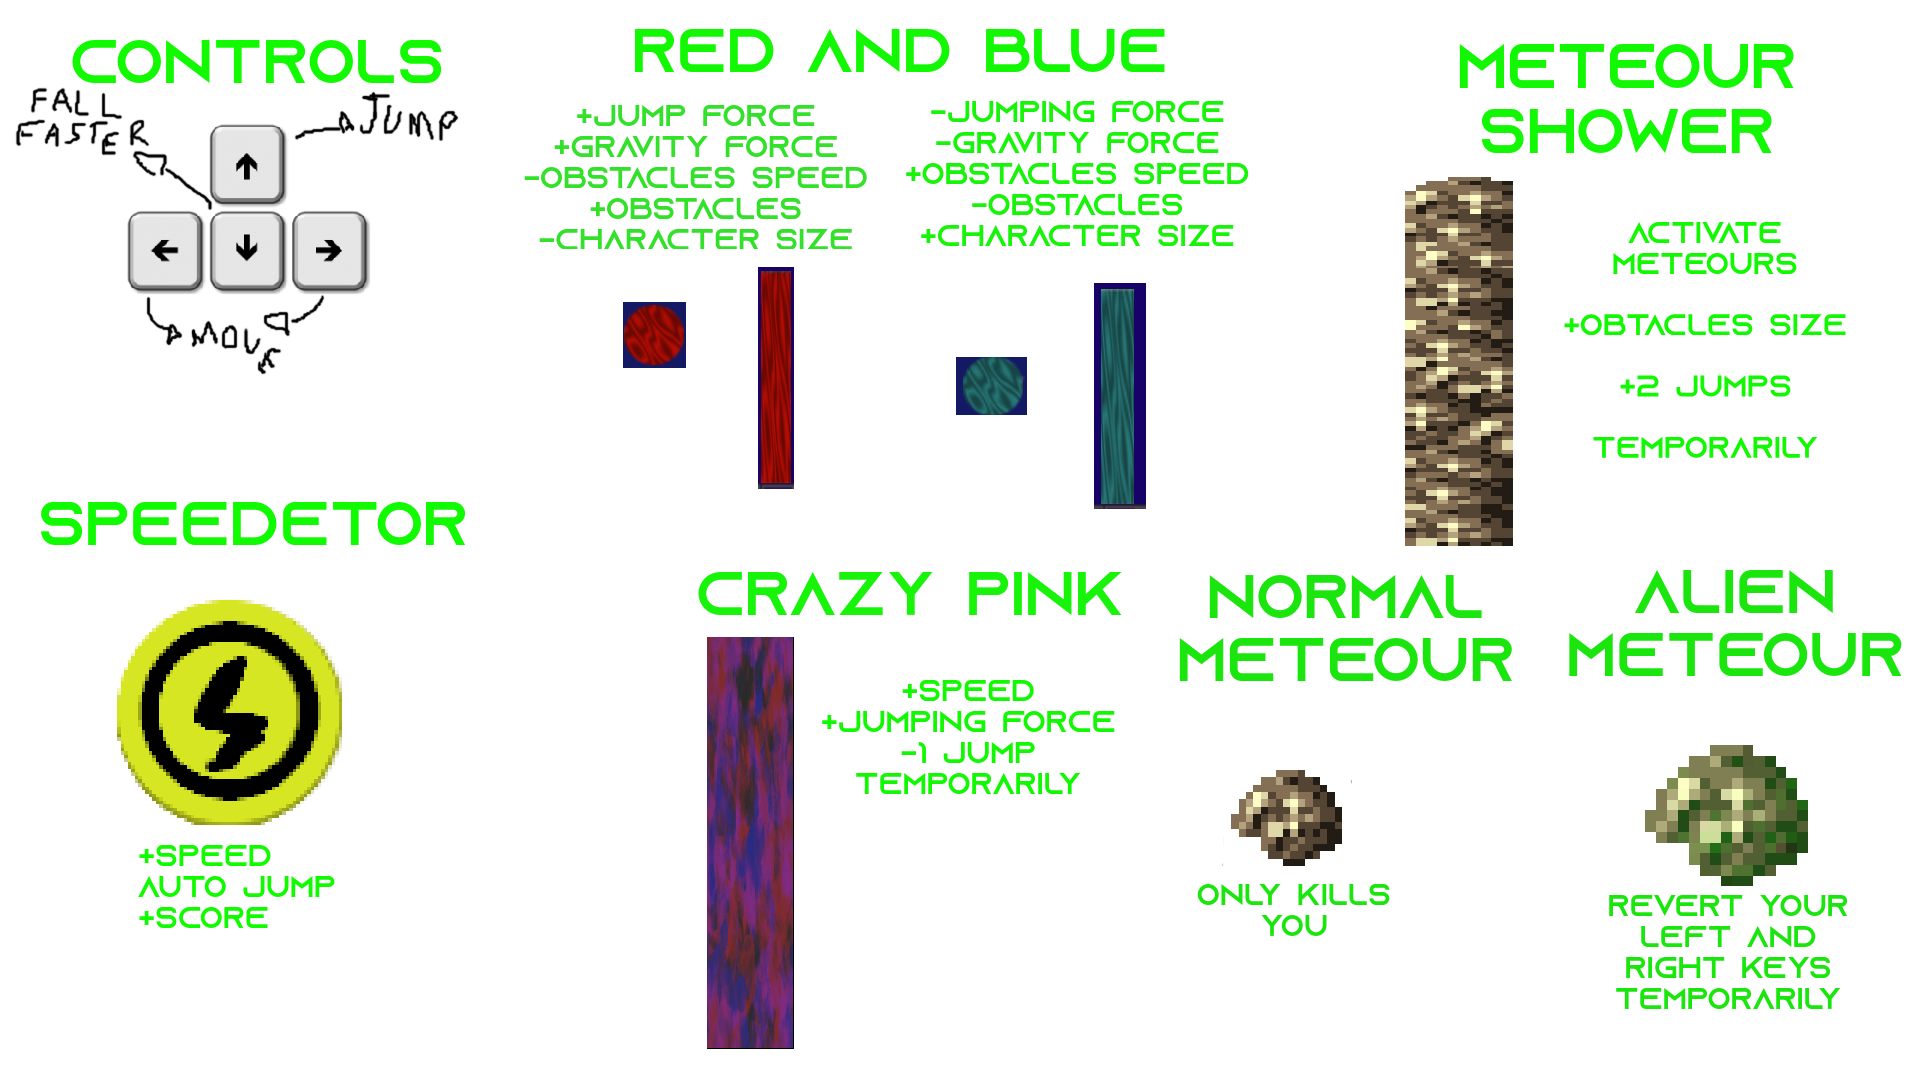 CONTROLS
FALL
FASTER
JUMP
MOVE
RED AND BLUE
+JUMP FORCE
+GRAVITY FORCE
-OBSTACLES SPEED
+OBSTACLES
-CHARACTER SIZE
-JUMPING FORCE
-GRAVITY FORCE
+OBSTACLES SPEED
-OBSTACLES
+CHARACTER SIZE
METEOUR
SHOWER
ACTIVATE
METEOURS
+OBTACLES SIZE
+2 JUMPS
TEMPORARILY
SPEEDETOR
+SPEED
AUTO JUMP
+SCORE
CRAZY PINK
+SPEED
+JUMPING FORCE
-1 JUMP
TEMPORARILY
NORMAL
METEOUR
ONLY KILLS
YOU
ALIEN
METEOUR
REVERT YOUR
LEFT AND
RIGHT KEYS
TEMPORARILY